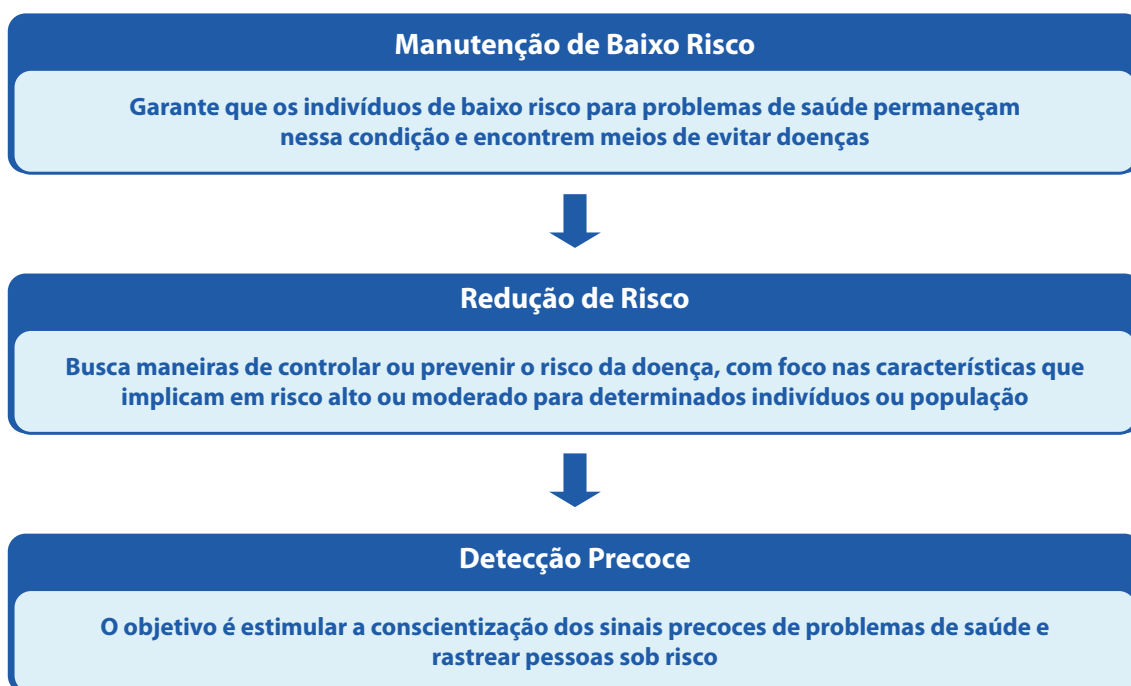 Manutenção de Baixo Risco
Garante que os indivíduos de baixo risco para problemas de saúde permaneçam
nessa condição e encontrem meios de evitar doenças
Redução de Risco
Busca maneiras de controlar ou prevenir o risco da doença, com foco nas características que
implicam em risco alto ou moderado para determinados indivíduos ou população
Detecção Precoce
O objetivo é estimular a conscientização dos sinais precoces de problemas de saúde e
rastrear pessoas sob risco